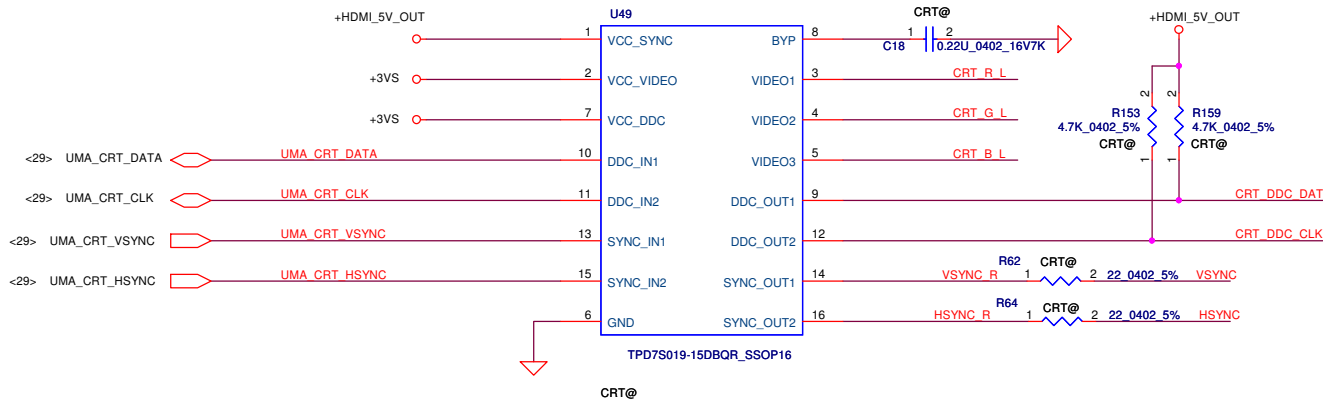 U49
CRT@
+HDMI_5V_OUT
+HDMI_5V_OUT
1 VCC_SYNC BYP 8
C18 1 2 0.22U_0402_16V7K
+3VS 2 VCC_VIDEO VIDEO1 3 CRT_R_L
+3VS 7 VCC_DDC VIDEO2 4 CRT_G_L
2 2
R153 R159
4.7K_0402_5% 4.7K_0402_5%
CRT@ CRT@
1 1
<29> UMA_CRT_DATA UMA_CRT_DATA 10 DDC_IN1 VIDEO3 5 CRT_B_L
<29> UMA_CRT_CLK UMA_CRT_CLK 11 DDC_IN2 DDC_OUT1 9 CRT_DDC_DAT
<29> UMA_CRT_VSYNC UMA_CRT_VSYNC 13 SYNC_IN1 DDC_OUT2 12 CRT_DDC_CLK
R62 CRT@
<29> UMA_CRT_HSYNC UMA_CRT_HSYNC 15 SYNC_IN2 SYNC_OUT1 14 VSYNC_R 1 2 22_0402_5% VSYNC
R64 CRT@
6 GND SYNC_OUT2 16 HSYNC_R 1 2 22_0402_5% HSYNC
TPD7S019-15DBQR_SSOP16
CRT@